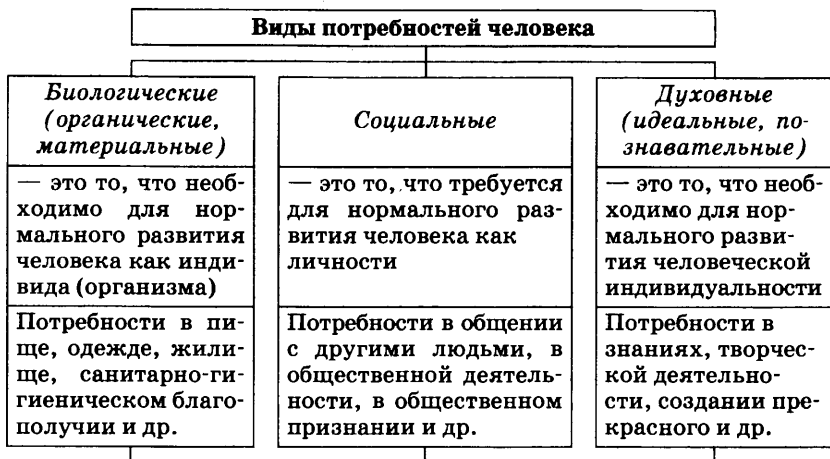 Виды потребностей человека
Биологические
(органические,
материальные)
— это то, что необ-
ходимо для нор-
мального развития
человека как инди-
вида (организма)
Потребности в пи-
ще, одежде, жили-
ще, санитарно-ги-
гиеническом благо-
получии и др.
Социальные
— это то, что требуется
для нормального раз-
вития человека как
личности
Потребности в общении
с другими людьми, в
общественной деятель-
ности, в общественном
признании и др.
Духовные
(идеальные, по-
знавательные)
— это то, что необ-
ходимо для нор-
мального разви-
тия человеческой
индивидуальности
Потребности в
знаниях, творчес-
кой деятельно-
сти, создании пре-
красного и др.